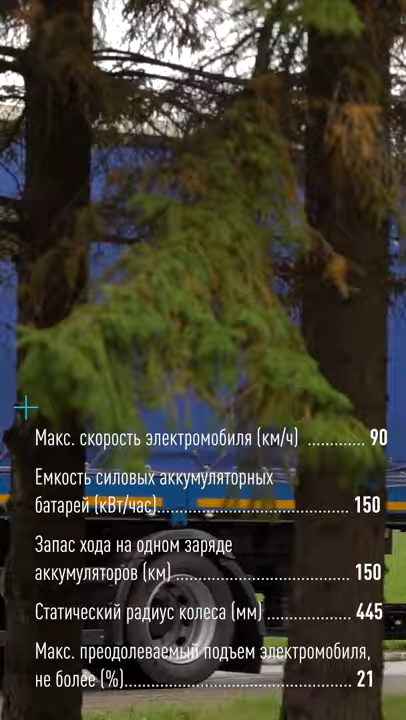 Макс. скорость электромобиля (км/ч) ............. 90
Емкость силовых аккумуляторных
батарей (кВт/час)........................................... 150
Запас хода на одном заряде
аккумуляторов (км) ....................................... 150
Статический радиус колеса (мм) ................... 445
Макс. преодолеваемый подъем электромобиля,
не более (%)................................................... 21